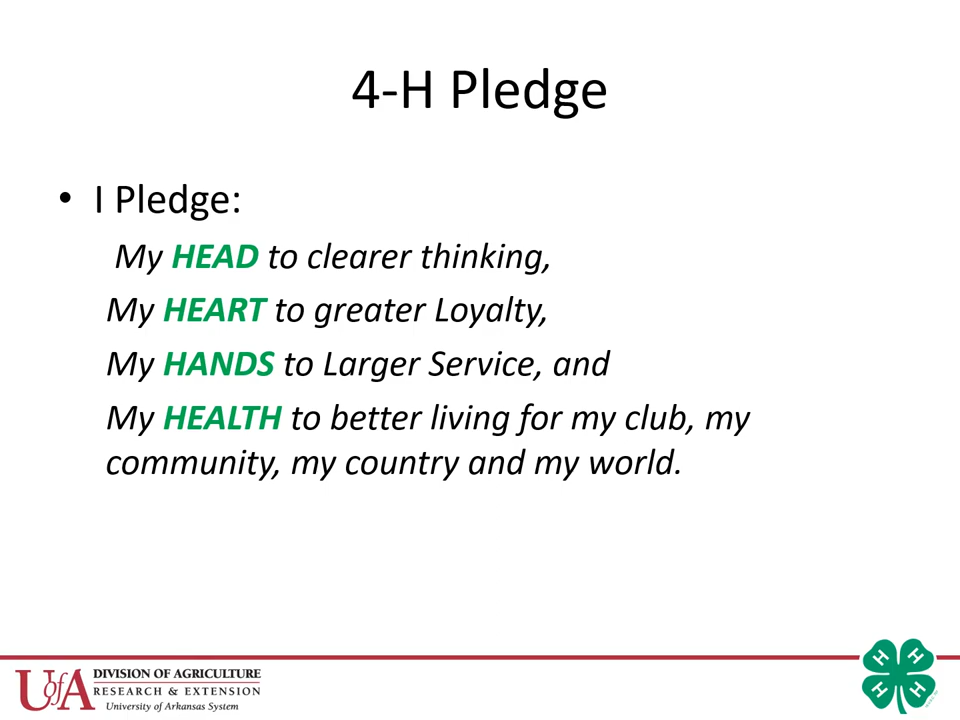 4-H Pledge
• I Pledge:
My HEAD to clearer thinking,
My HEART to greater Loyalty,
My HANDS to Larger Service, and
My HEALTH to better living for my club, my
community, my country and my world.
UofA DIVISION OF AGRICULTURE
RESEARCH & EXTENSION
University of Arkansas System
H H
H H